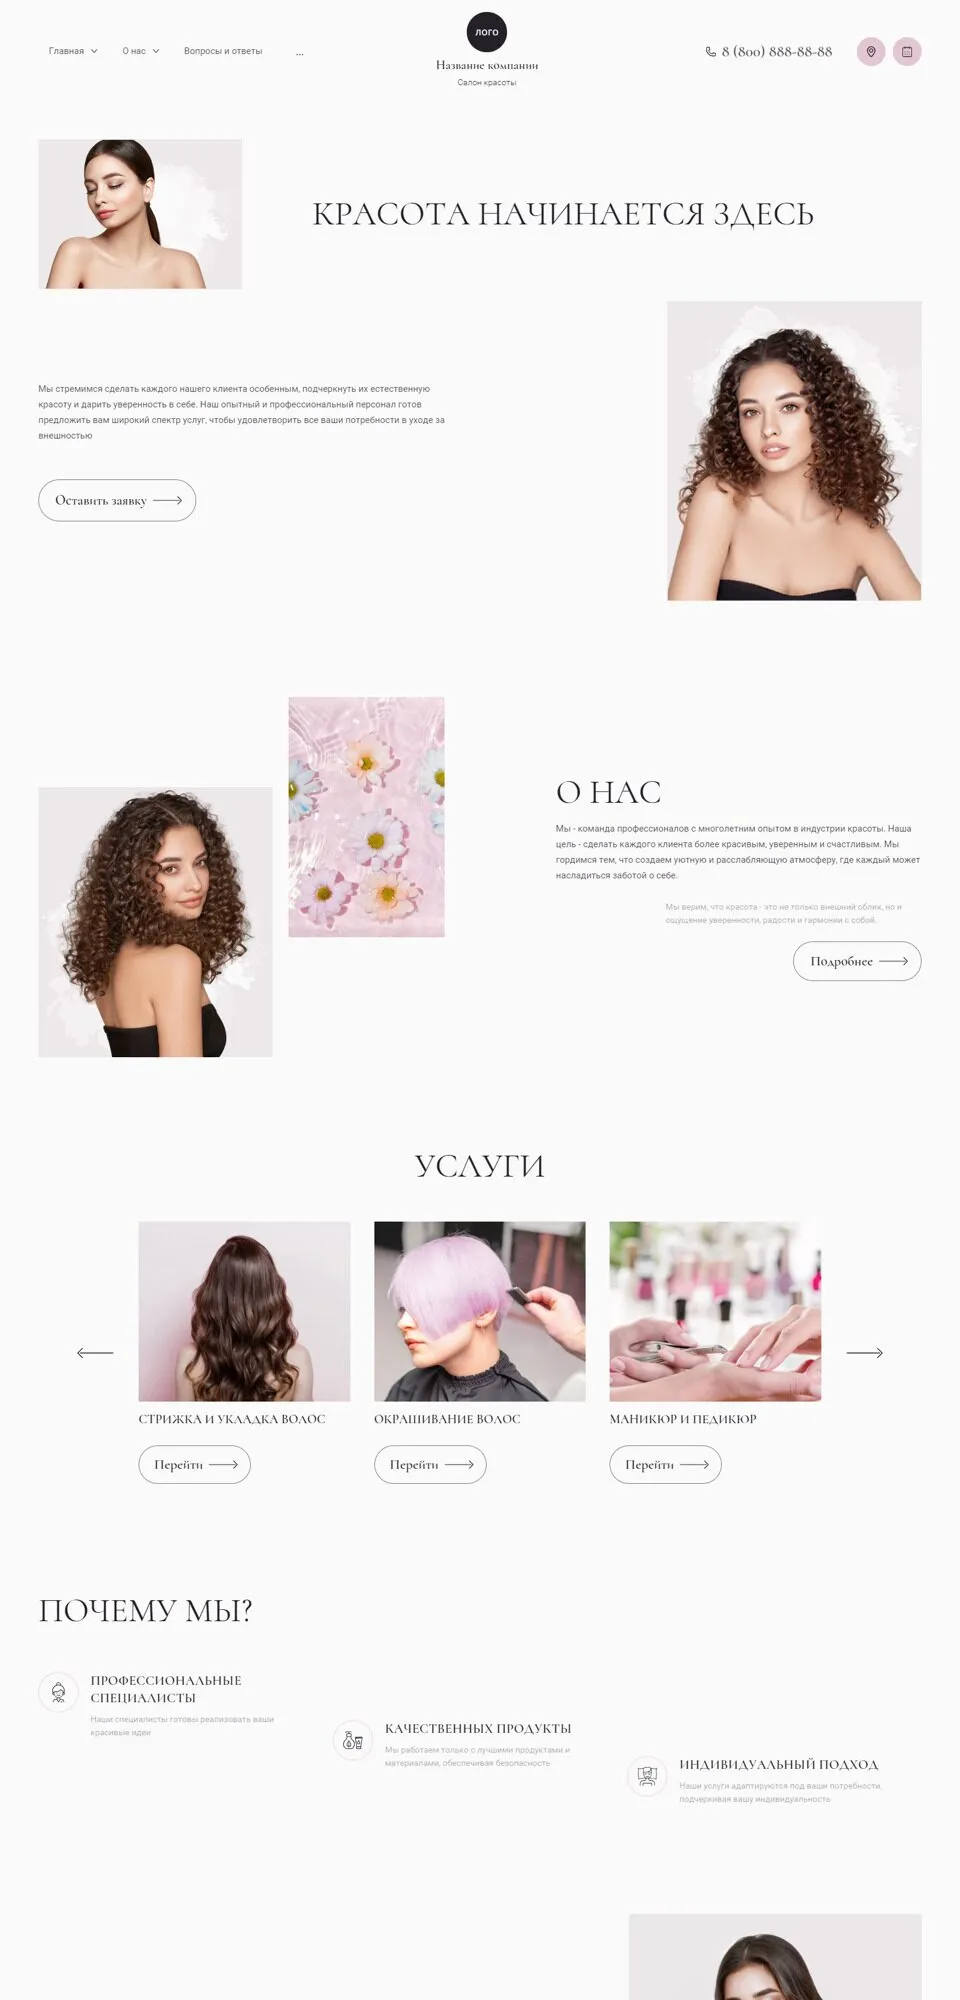 Главная О нас Вопросы и ответы ...
ЛОГО
Название компании
Салон красоты
8 (800) 888-88-88
КРАСОТА НАЧИНАЕТСЯ ЗДЕСЬ
Мы стремимся сделать каждого нашего клиента особенным, подчеркнуть их естественную
красоту и дарить уверенность в себе. Наш опытный и профессиональный персонал готов
предложить вам широкий спектр услуг, чтобы удовлетворить все ваши потребности в уходе за
внешностью
Оставить заявку
О НАС
Мы - команда профессионалов с многолетним опытом в индустрии красоты. Наша
цель - сделать каждого клиента более красивым, уверенным и счастливым. Мы
гордимся тем, что создаем уютную и расслабляющую атмосферу, где каждый может
насладиться заботой о себе.
Мы верим, что красота - это не только внешний облик, но и
ощущение уверенности, радости и гармонии с собой.
Подробнее
УСЛУГИ
СТРИЖКА И УКЛАДКА ВОЛОС
Перейти
ОКРАШИВАНИЕ ВОЛОС
Перейти
МАНИКЮР И ПЕДИКЮР
Перейти
ПОЧЕМУ МЫ?
ПРОФЕССИОНАЛЬНЫЕ
СПЕЦИАЛИСТЫ
Наши специалисты готовы реализовать ваши
красивые идеи
КАЧЕСТВЕННЫХ ПРОДУКТЫ
Мы работаем только с лучшими продуктами и
материалами, обеспечивая безопасность
ИНДИВИДУАЛЬНЫЙ ПОДХОД
Наши услуги адаптируются под ваши потребности,
подчеркивая вашу индивидуальность